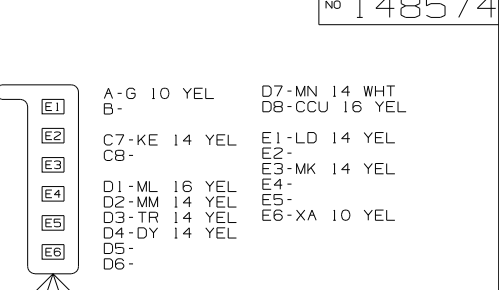 NO 148574
E1
E2
E3
E4
E5
E6
A-G 10 YEL
B-
C7-KE 14 YEL
C8-
D1-ML 16 YEL
D2-MM 14 YEL
D3-TR 14 YEL
D4-DY 14 YEL
D5-
D6-
D7-MN 14 WHT
D8-CCU 16 YEL
E1-LD 14 YEL
E2-
E3-MK 14 YEL
E4-
E5-
E6-XA 10 YEL